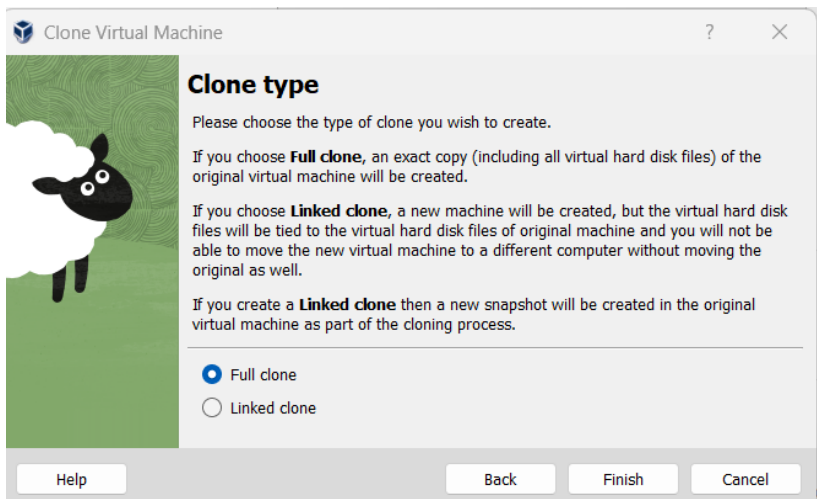 Clone Virtual Machine
?
Clone type
Please choose the type of clone you wish to create.
If you choose Full clone, an exact copy (including all virtual hard disk files) of the
original virtual machine will be created.
If you choose Linked clone, a new machine will be created, but the virtual hard disk
files will be tied to the virtual hard disk files of original machine and you will not be
able to move the new virtual machine to a different computer without moving the
original as well.
If you create a Linked clone then a new snapshot will be created in the original
virtual machine as part of the cloning process.
Full clone
Linked clone
Help
Back
Finish
Cancel